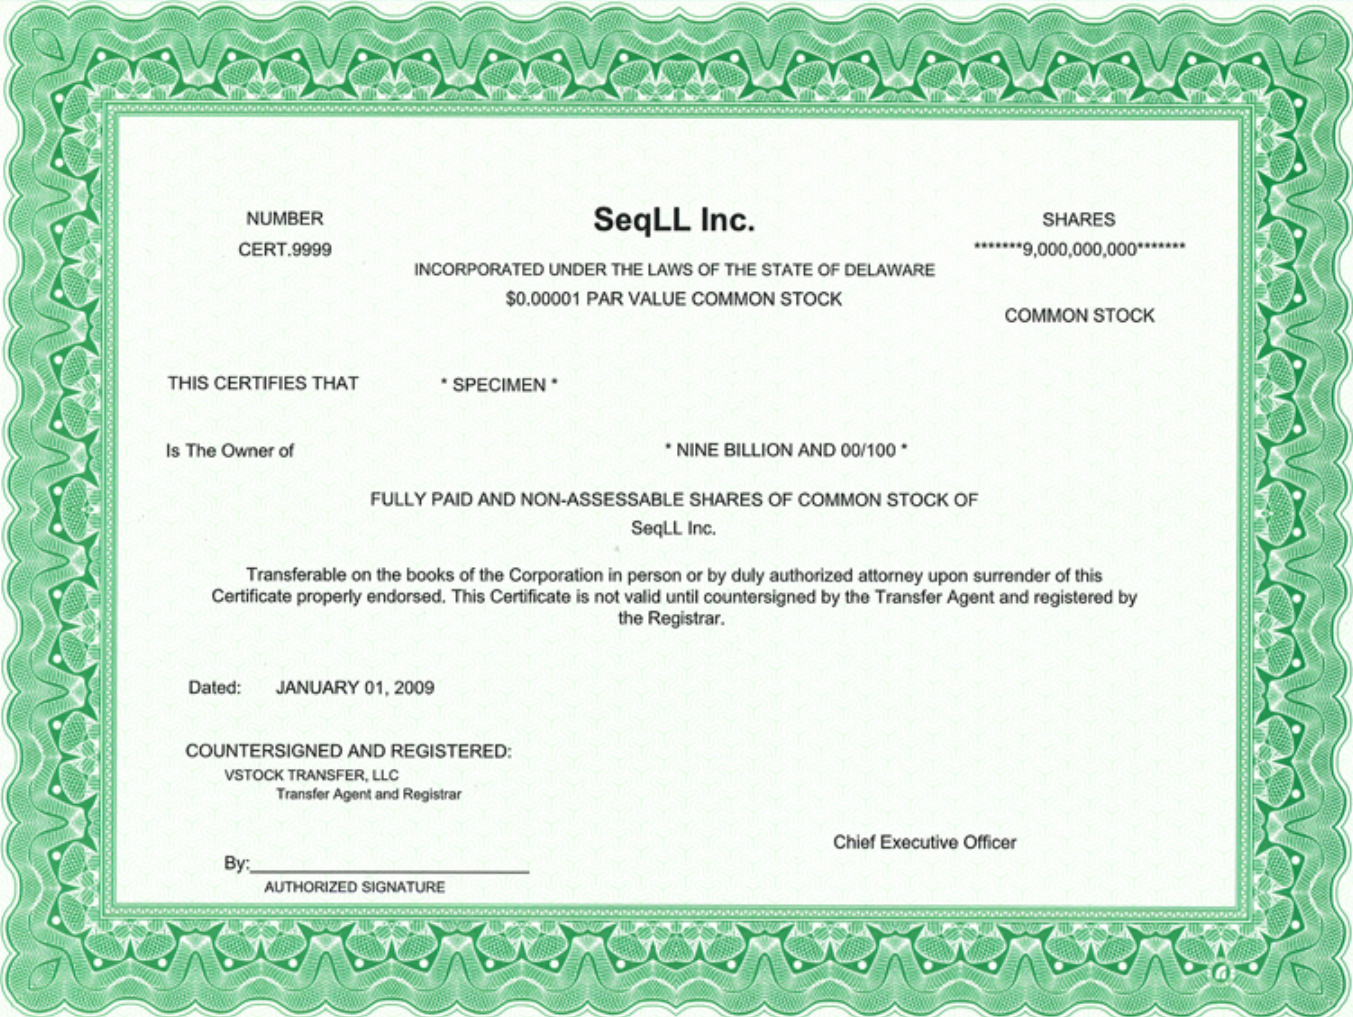 NUMBER
CERT.9999
SeqLL Inc.
INCORPORATED UNDER THE LAWS OF THE STATE OF DELAWARE
$0.00001 PAR VALUE COMMON STOCK
SHARES
*******9,000,000,000*******
COMMON STOCK
THIS CERTIFIES THAT * SPECIMEN *
Is The Owner of * NINE BILLION AND 00/100 *
FULLY PAID AND NON-ASSESSABLE SHARES OF COMMON STOCK OF
SeqLL Inc.
Transferable on the books of the Corporation in person or by duly authorized attorney upon surrender of this
Certificate properly endorsed. This Certificate is not valid until countersigned by the Transfer Agent and registered by
the Registrar.
Dated: JANUARY 01, 2009
COUNTERSIGNED AND REGISTERED:
VSTOCK TRANSFER, LLC
Transfer Agent and Registrar
Chief Executive Officer
By:
AUTHORIZED SIGNATURE